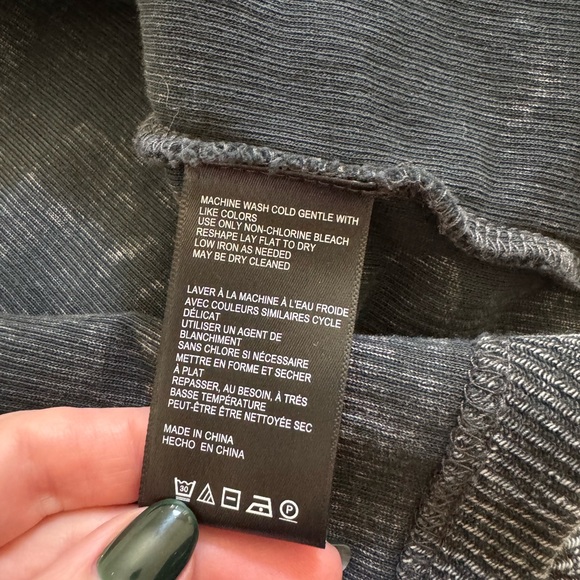 MACHINE WASH COLD GENTLE WITH
LIKE COLORS
USE ONLY NON-CHLORINE BLEACH
RESHAPE LAY FLAT TO DRY
LOW IRON AS NEEDED
MAY BE DRY CLEANED
LAVER À LA MACHINE À L'EAU FROIDE
AVEC COULEURS SIMILAIRES CYCLE
DÉLICAT
UTILISER UN AGENT DE
BLANCHIMENT
SANS CHLORE SI NÉCESSAIRE
METTRE EN FORME ET SECHER
À PLAT
REPASSER, AU BESOIN, À TRÉS
BASSE TEMPÉRATURE
PEUT-ÊTRE ÊTRE NETTOYÉE SEC
MADE IN CHINA
HECHO EN CHINA
30 P